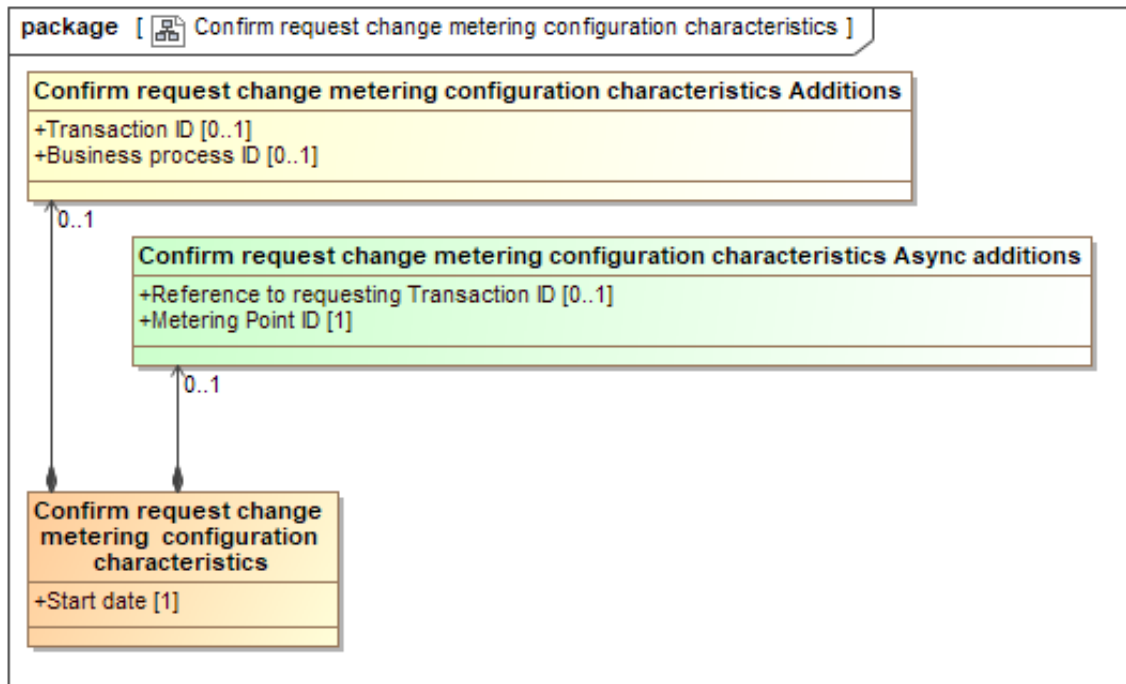 package [ Confirm request change metering configuration characteristics ]
Confirm request change metering configuration characteristics Additions
+Transaction ID [0..1]
+Business process ID [0..1]
0..1
Confirm request change metering configuration characteristics Async additions
+Reference to requesting Transaction ID [0..1]
+Metering Point ID [1]
0..1
Confirm request change
metering configuration
characteristics
+Start date [1]